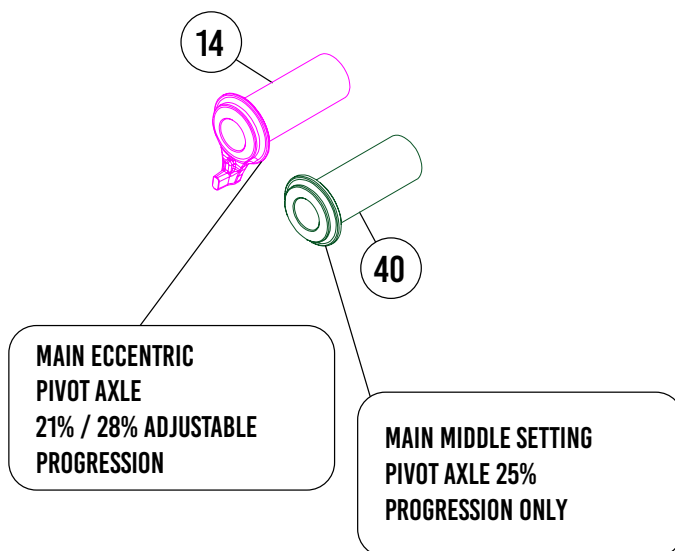 14
40
MAIN ECCENTRIC
PIVOT AXLE
21% / 28% ADJUSTABLE
PROGRESSION
MAIN MIDDLE SETTING
PIVOT AXLE 25%
PROGRESSION ONLY